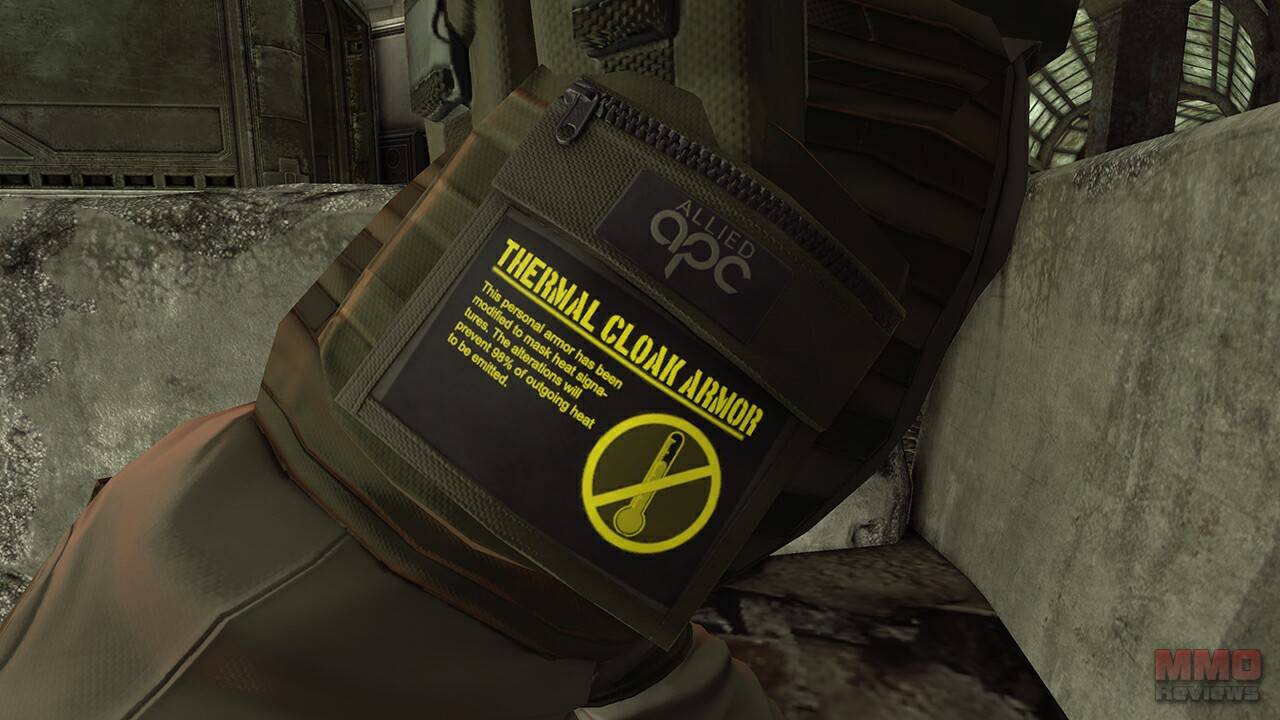 ALLIED
apc
THERMAL CLOAK ARMOR
This personal armor has been
modified to mask heat signa-
tures. The alterations will
prevent 98% of outgoing heat
to be emitted.
MMO
Reviews